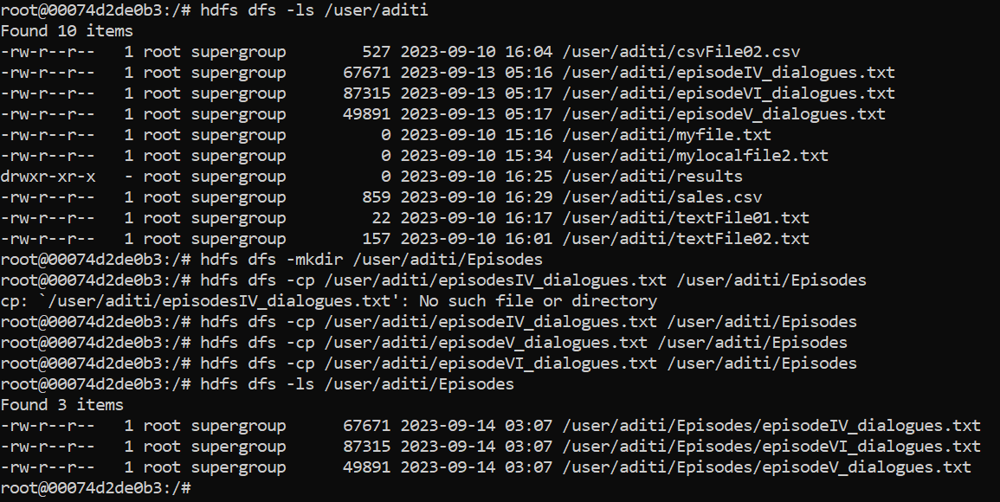 root@00074d2de0b3:/# hdfs dfs -ls /user/aditi
Found 10 items
-rw-r--r--   1 root supergroup        527 2023-09-10 16:04 /user/aditi/csvFile02.csv
-rw-r--r--   1 root supergroup      67671 2023-09-13 05:16 /user/aditi/episodeIV_dialogues.txt
-rw-r--r--   1 root supergroup      87315 2023-09-13 05:17 /user/aditi/episodeVI_dialogues.txt
-rw-r--r--   1 root supergroup      49891 2023-09-13 05:17 /user/aditi/episodeV_dialogues.txt
-rw-r--r--   1 root supergroup          0 2023-09-10 15:16 /user/aditi/myfile.txt
-rw-r--r--   1 root supergroup          0 2023-09-10 15:34 /user/aditi/mylocalfile2.txt
drwxr-xr-x   - root supergroup          0 2023-09-10 16:25 /user/aditi/results
-rw-r--r--   1 root supergroup        859 2023-09-10 16:29 /user/aditi/sales.csv
-rw-r--r--   1 root supergroup         22 2023-09-10 16:17 /user/aditi/textFile01.txt
-rw-r--r--   1 root supergroup        157 2023-09-10 16:01 /user/aditi/textFile02.txt
root@00074d2de0b3:/# hdfs dfs -mkdir /user/aditi/Episodes
root@00074d2de0b3:/# hdfs dfs -cp /user/aditi/episodesIV_dialogues.txt /user/aditi/Episodes
cp: `/user/aditi/episodesIV_dialogues.txt': No such file or directory
root@00074d2de0b3:/# hdfs dfs -cp /user/aditi/episodeIV_dialogues.txt /user/aditi/Episodes
root@00074d2de0b3:/# hdfs dfs -cp /user/aditi/episodeV_dialogues.txt /user/aditi/Episodes
root@00074d2de0b3:/# hdfs dfs -cp /user/aditi/episodeVI_dialogues.txt /user/aditi/Episodes
root@00074d2de0b3:/# hdfs dfs -ls /user/aditi/Episodes
Found 3 items
-rw-r--r--   1 root supergroup      67671 2023-09-14 03:07 /user/aditi/Episodes/episodeIV_dialogues.txt
-rw-r--r--   1 root supergroup      87315 2023-09-14 03:07 /user/aditi/Episodes/episodeVI_dialogues.txt
-rw-r--r--   1 root supergroup      49891 2023-09-14 03:07 /user/aditi/Episodes/episodeV_dialogues.txt
root@00074d2de0b3:/#